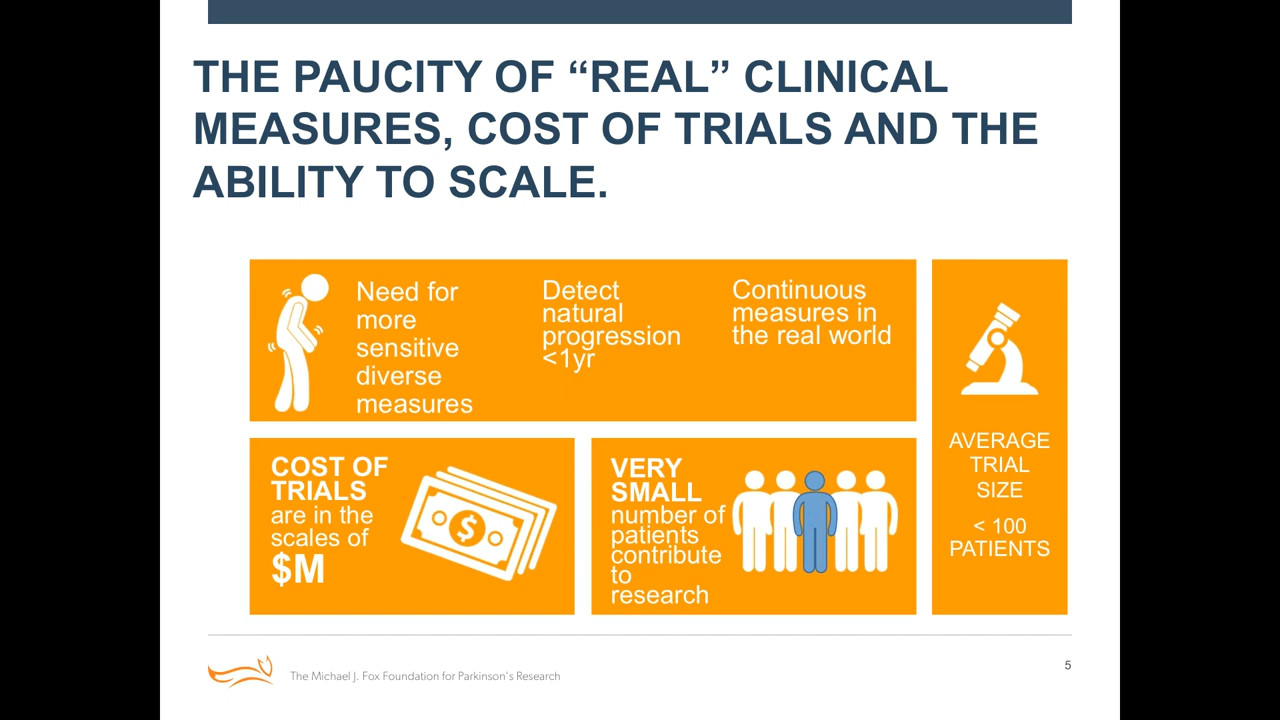 THE PAUCITY OF “REAL” CLINICAL
MEASURES, COST OF TRIALS AND THE
ABILITY TO SCALE.
Need for
more
sensitive
diverse
measures
Detect
natural
progression
<1yr
Continuous
measures in
the real world
COST OF
TRIALS
are in the
scales of
$M
$
VERY
SMALL
number of
patients
contribute
to
research
AVERAGE
TRIAL
SIZE
< 100
PATIENTS
The Michael J. Fox Foundation for Parkinson's Research
5